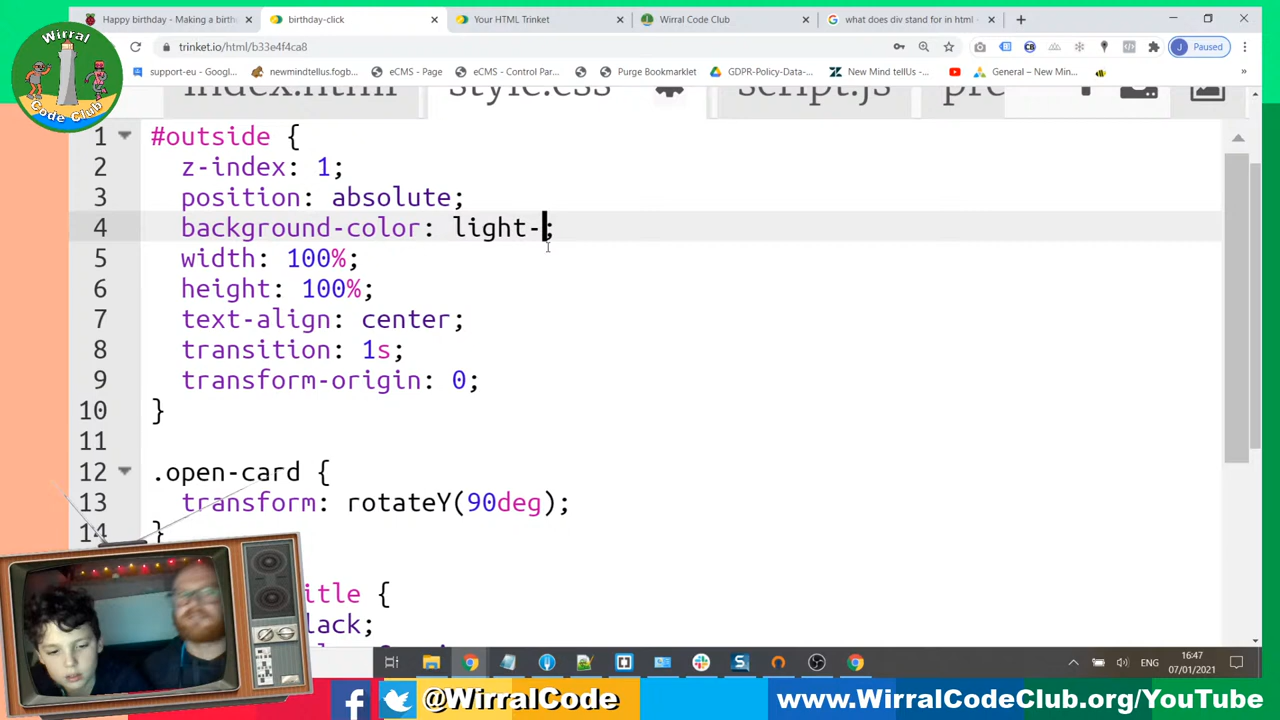 Happy birthday - Making a birth
birthday-click
Your HTML Trinket
Wirral Code Club
what does div stand for in html -
trinket.io/html/b33e4f4ca8
Paused
support-eu - Googl...
newmindtellus.fogb...
eCMS - Page
eCMS - Control Par...
Purge Bookmarklet
GDPR-Policy-Data-...
New Mind tellUs -...
General – New Min...
Wirral
Code Club
index.html
style.css
script.js
pre
1 #outside {
2 z-index: 1;
3 position: absolute;
4 background-color: light-;
5 width: 100%;
6 height: 100%;
7 text-align: center;
8 transition: 1s;
9 transform-origin: 0;
10 }
11
12 .open-card {
13 transform: rotateY(90deg);
14 }
itle {
lack;
ENG
16:47
07/01/2021
@WirralCode
www.WirralCodeClub.org/YouTube